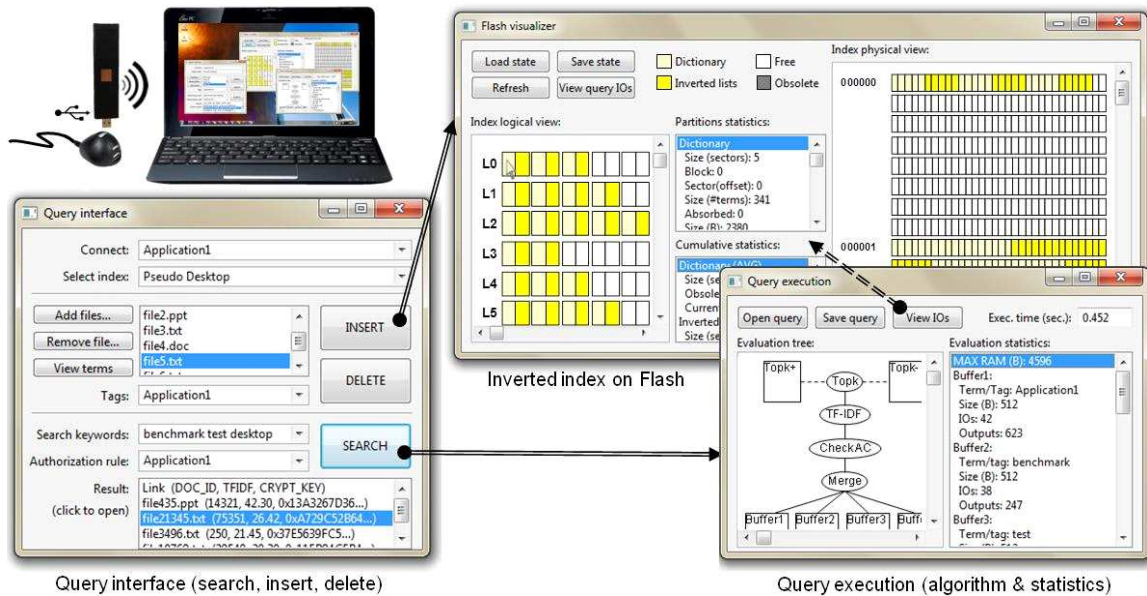 Flash visualizer
Load state
Save state
Refresh
View query IOs
Dictionary
Free
Inverted lists
Obsolete
Index physical view:
000000
000001
Index logical view:
L0
L1
L2
L3
L4
L5
Partitions statistics:
Dictionary
Size (sectors): 5
Block: 0
Sector(offset): 0
Size (#terms): 341
Absorbed: 0
Size (B): 2380
Cumulative statistics:
Dictionary (AVG)
Size (se
Obsole
Current
Inverted
Size (se
Inverted index on Flash
Query interface
Connect: Application1
Select index: Pseudo Desktop
Add files...
Remove file...
View terms
file2.ppt
file3.txt
file4.doc
file5.txt
INSERT
DELETE
Tags: Application1
Search keywords: benchmark test desktop
Authorization rule: Application1
SEARCH
Result:
(click to open)
Link (DOC_ID, TFIDF, CRYPT_KEY)
file435.ppt (14321, 42.30, 0x13A3267D36...)
file21345.txt (75351, 26.42, 0xA729C52B64...)
file3496.txt (250, 21.45, 0x37E5639FC5...)
Query interface (search, insert, delete)
Query execution
Open query
Save query
View IOs
Exec. time (sec.): 0.452
Evaluation tree:
Topk+
Topk
Topk-
TF-IDF
CheckAC
Merge
Buffer1
Buffer2
Buffer3
Buff
Evaluation statistics:
MAX RAM (B): 4596
Buffer1:
Term/Tag: Application1
Size (B): 512
IOs: 42
Outputs: 623
Buffer2:
Term/tag: benchmark
Size (B): 512
IOs: 38
Outputs: 247
Buffer3:
Term/tag: test
Query execution (algorithm & statistics)